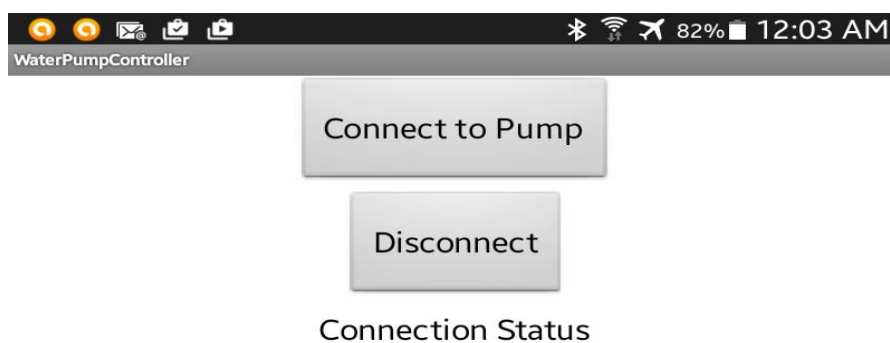 82% 12:03 AM
WaterPumpController
Connect to Pump
Disconnect
Connection Status